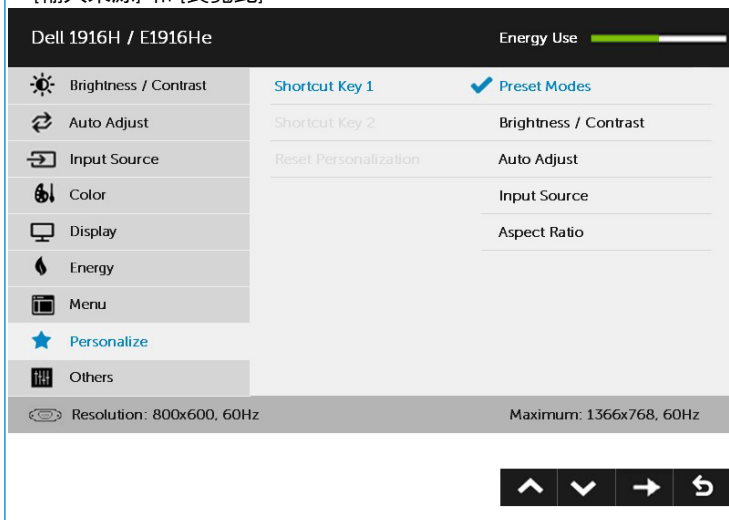 Dell 1916H / E1916He Energy Use
Brightness / Contrast Shortcut Key 1 Preset Modes
Auto Adjust Shortcut Key 2 Brightness / Contrast
Input Source Reset Personalization Auto Adjust
Color Input Source
Display Aspect Ratio
Energy
Menu
Personalize
Others
Resolution: 800x600, 60Hz Maximum: 1366x768, 60Hz